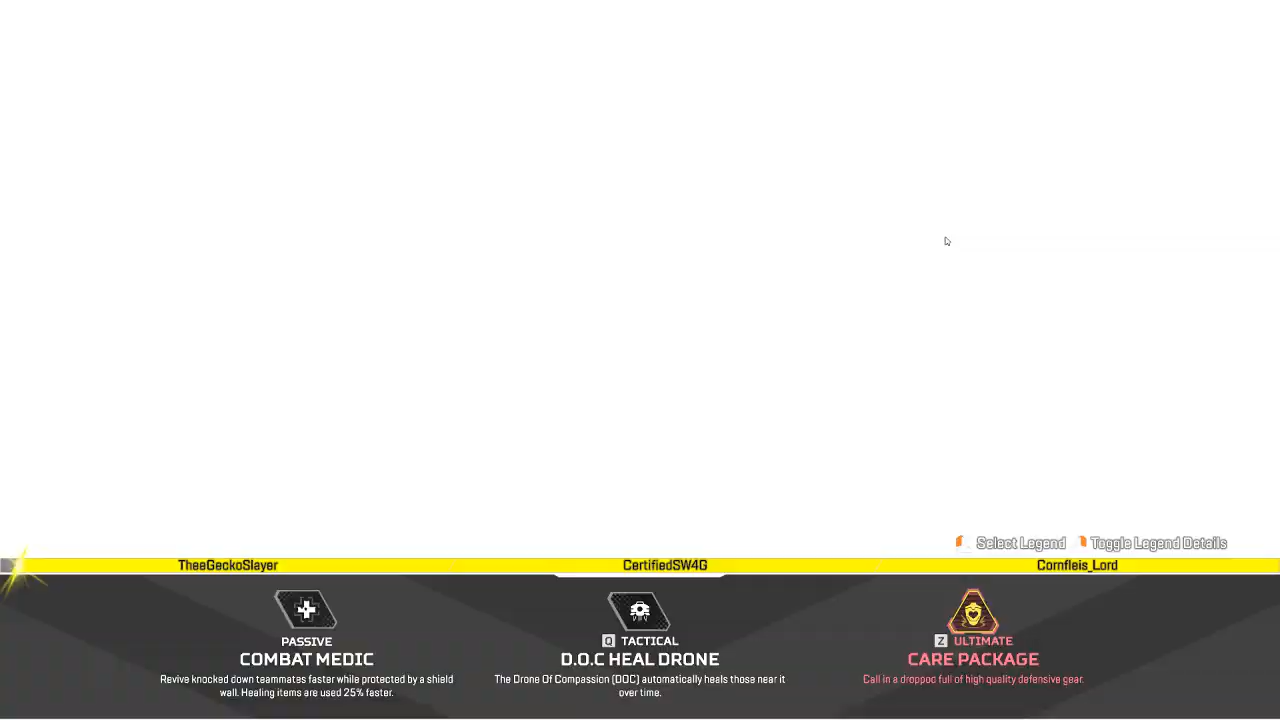 Select Legend Toggle Legend Details
TheeGeckoSlayer CertifiedSW4G Cornfleis_Lord
PASSIVE
COMBAT MEDIC
Revive knocked down teammates faster while protected by a shield
wall. Healing items are used 25% faster.
Q TACTICAL
D.O.C HEAL DRONE
The Drone Of Compassion (DOC) automatically heals those near it
over time.
Z ULTIMATE
CARE PACKAGE
Call in a droppod full of high quality defensive gear.